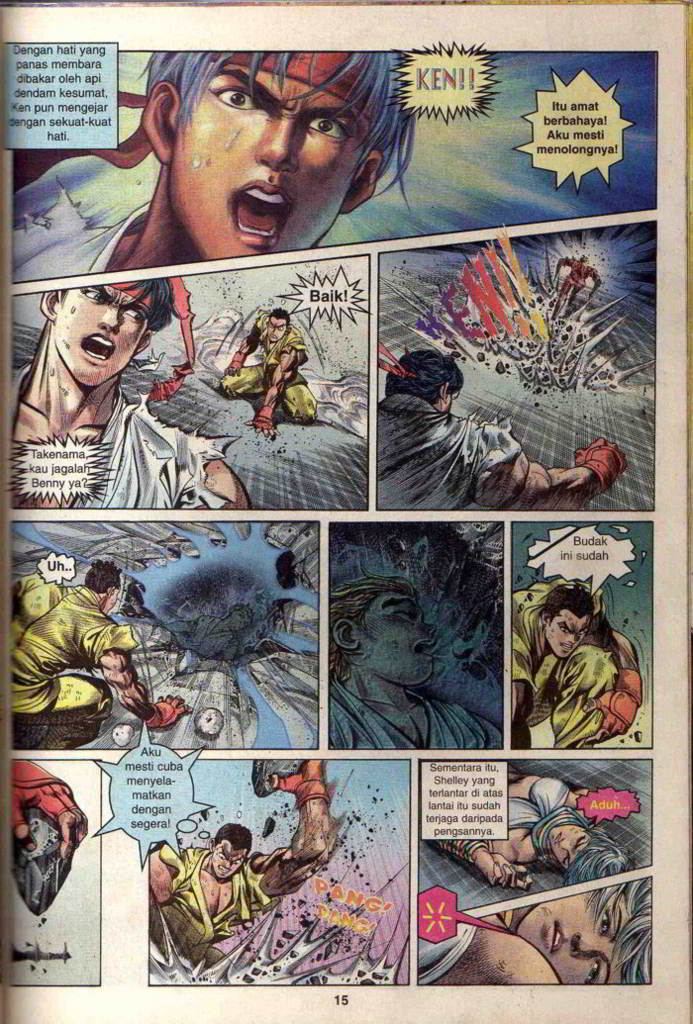 Dengan hati yang
panas membara
dibakar oleh api
dendam kesumat,
Ken pun mengejar
dengan sekuat-kuat
hati.
KEN!!
Itu amat
berbahaya!
Aku mesti
menolongnya!
Baik!
Takenama,
kau jagalah
Benny ya?
KEN!!
Uh..
Budak
ini sudah
Aku
mesti cuba
menyela-
matkan
dengan
segera!
PANG!
PANG!
Sementara itu,
Shelley yang
terlantar di atas
lantai itu sudah
terjaga daripada
pengsannya.
Aduh...
15